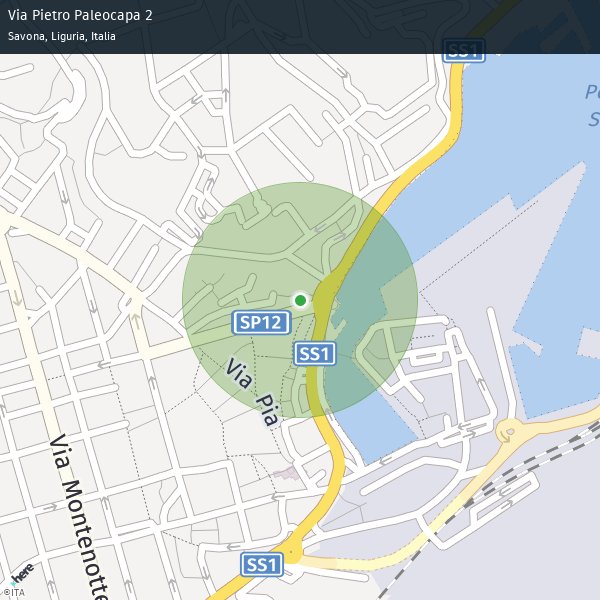 Via Pietro Paleocapa 2
Savona, Liguria, Italia
SS1
SP12
SS1
Via Pia
Via Montenotte
SS1
here
©ITA